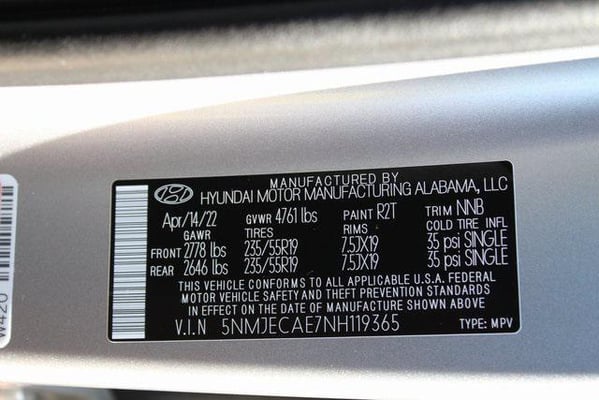 MANUFACTURED BY
HYUNDAI MOTOR MANUFACTURING ALABAMA, LLC
Apr/14/22 GVWR 4761 lbs PAINT R2T TRIM NNB
GAWR TIRES RIMS COLD TIRE INFL
FRONT 2778 lbs 235/55R19 7.5JX19 35 psi SINGLE
REAR 2646 lbs 235/55R19 7.5JX19 35 psi SINGLE
THIS VEHICLE CONFORMS TO ALL APPLICABLE U.S.A. FEDERAL
MOTOR VEHICLE SAFETY AND THEFT PREVENTION STANDARDS
IN EFFECT ON THE DATE OF MANUFACTURE SHOWN ABOVE
V.I.N 5NMJECAE7NH119365 TYPE: MPV
W420